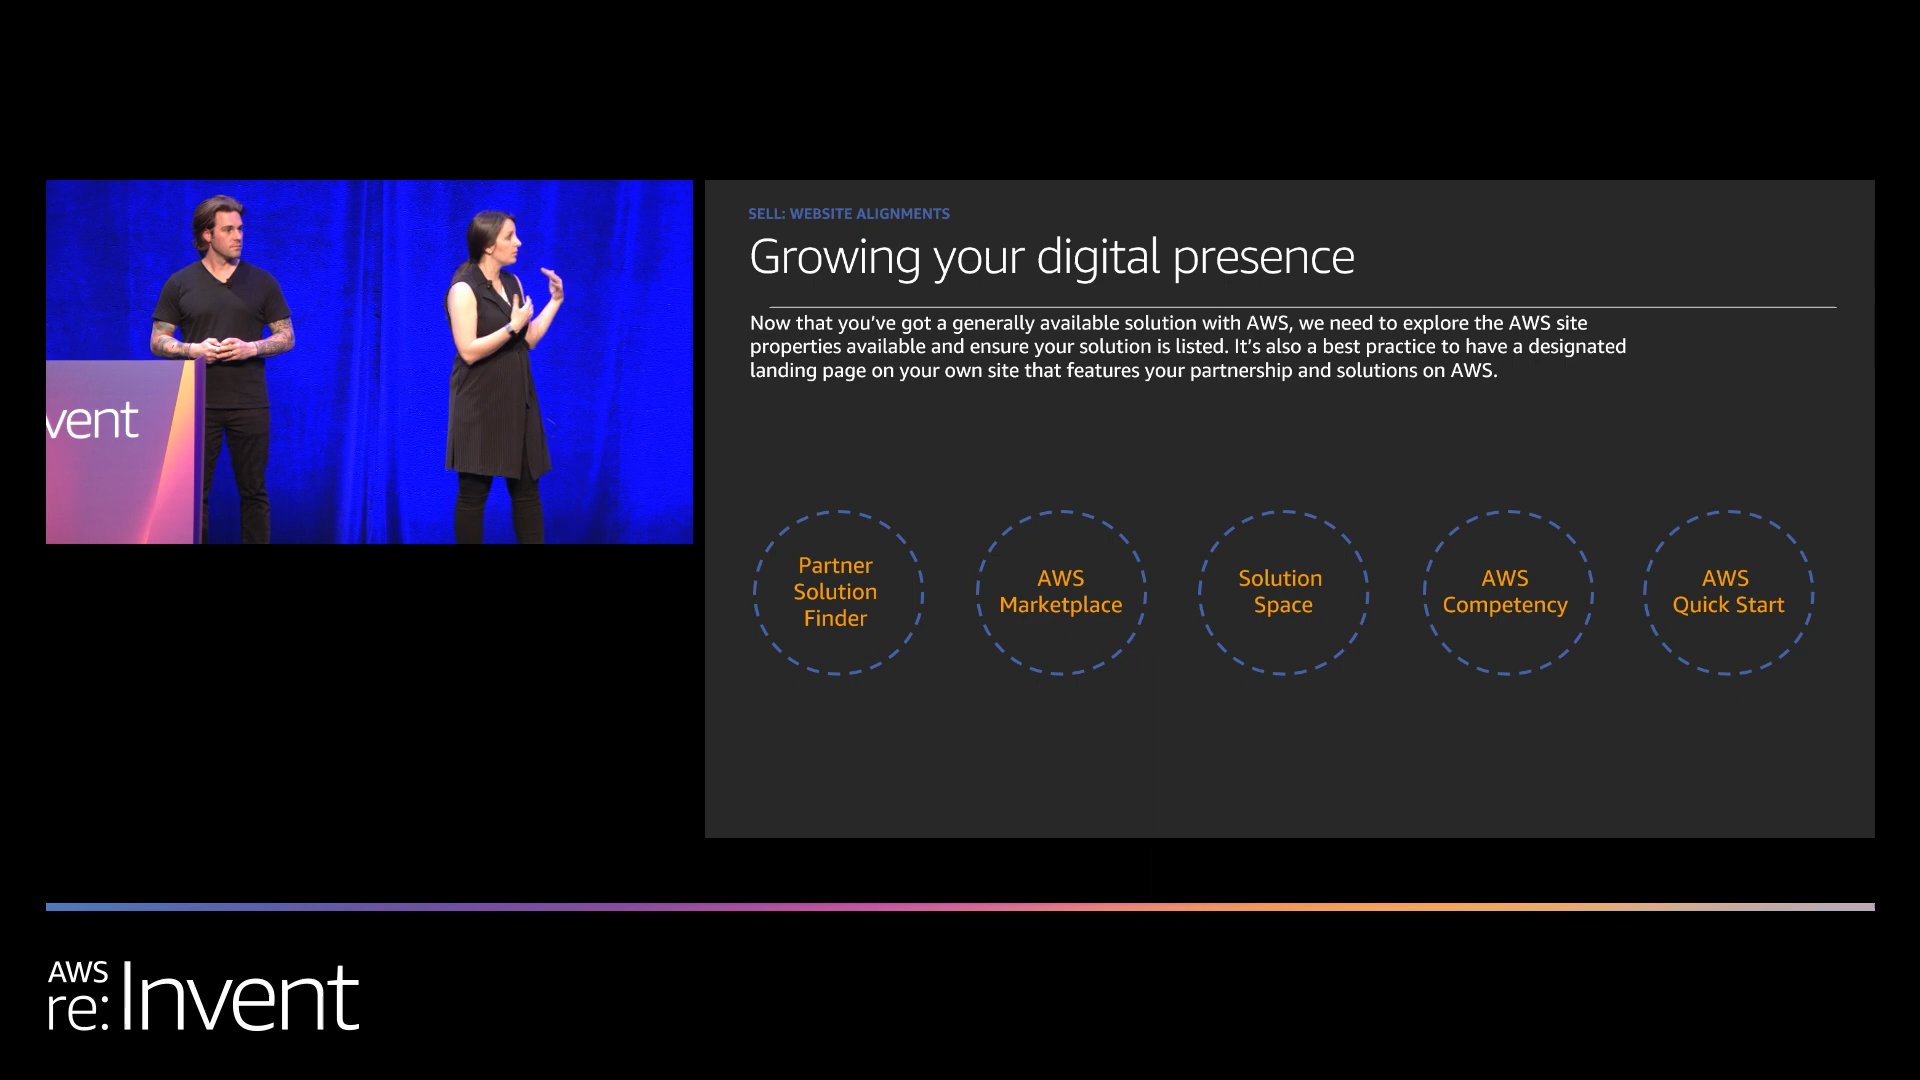 vent
SELL: WEBSITE ALIGNMENTS
Growing your digital presence
Now that you’ve got a generally available solution with AWS, we need to explore the AWS site
properties available and ensure your solution is listed. It’s also a best practice to have a designated
landing page on your own site that features your partnership and solutions on AWS.
Partner
Solution
Finder
AWS
Marketplace
Solution
Space
AWS
Competency
AWS
Quick Start
AWS
re:Invent